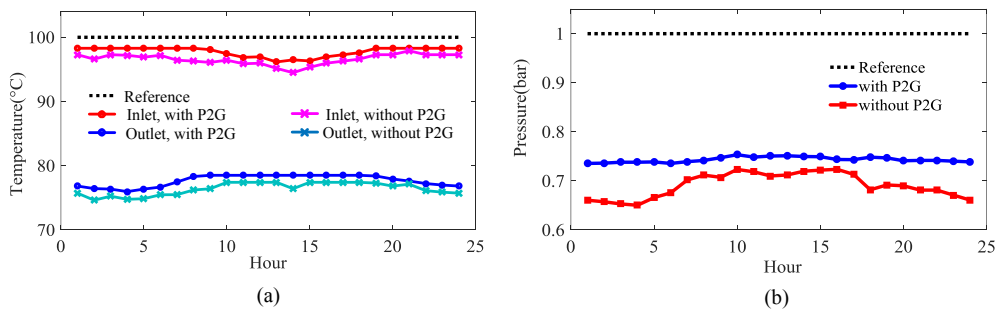 100
90
80
70
Temperature(°C)
Reference
Inlet, with P2G
Inlet, without P2G
Outlet, with P2G
Outlet, without P2G
0
5
10
15
20
25
Hour
(a)
1
0.9
0.8
0.7
0.6
Pressure(bar)
Reference
with P2G
without P2G
0
5
10
15
20
25
Hour
(b)